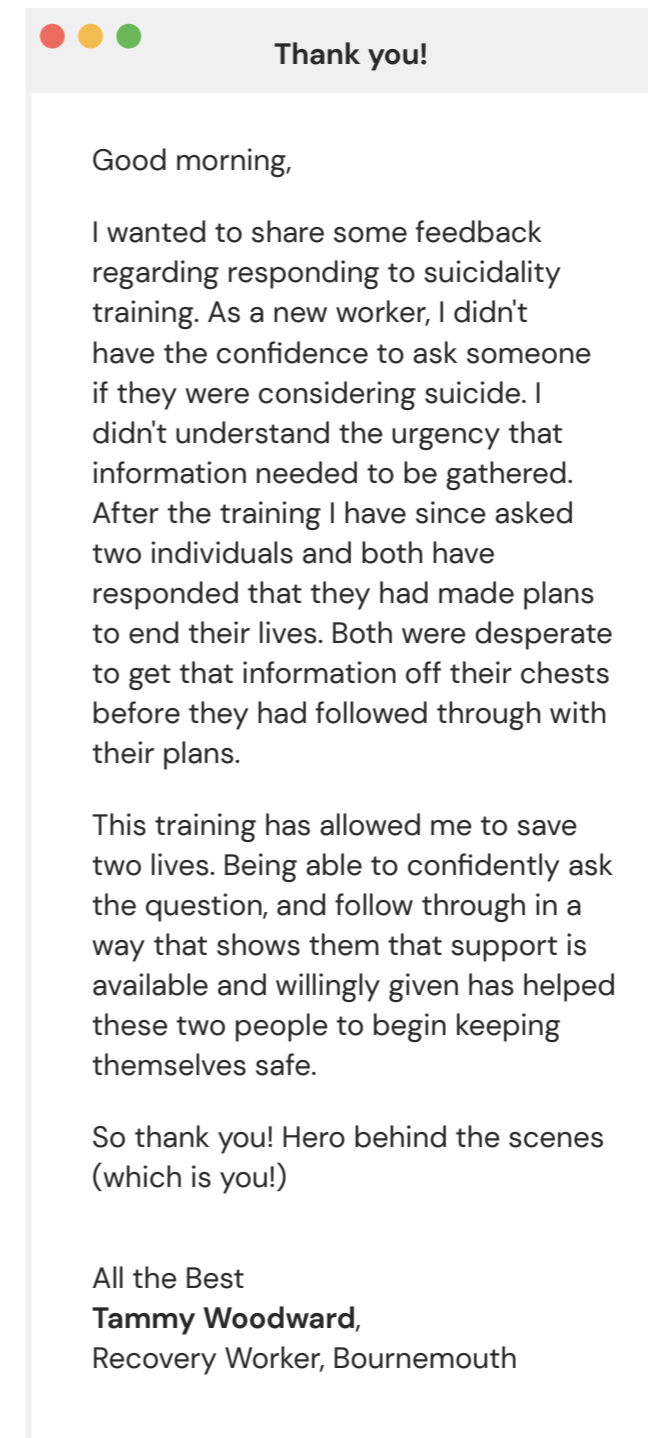 Thank you!
Good morning,
I wanted to share some feedback
regarding responding to suicidality
training. As a new worker, I didn't
have the confidence to ask someone
if they were considering suicide. I
didn't understand the urgency that
information needed to be gathered.
After the training I have since asked
two individuals and both have
responded that they had made plans
to end their lives. Both were desperate
to get that information off their chests
before they had followed through with
their plans.
This training has allowed me to save
two lives. Being able to confidently ask
the question, and follow through in a
way that shows them that support is
available and willingly given has helped
these two people to begin keeping
themselves safe.
So thank you! Hero behind the scenes
(which is you!)
All the Best
Tammy Woodward,
Recovery Worker, Bournemouth